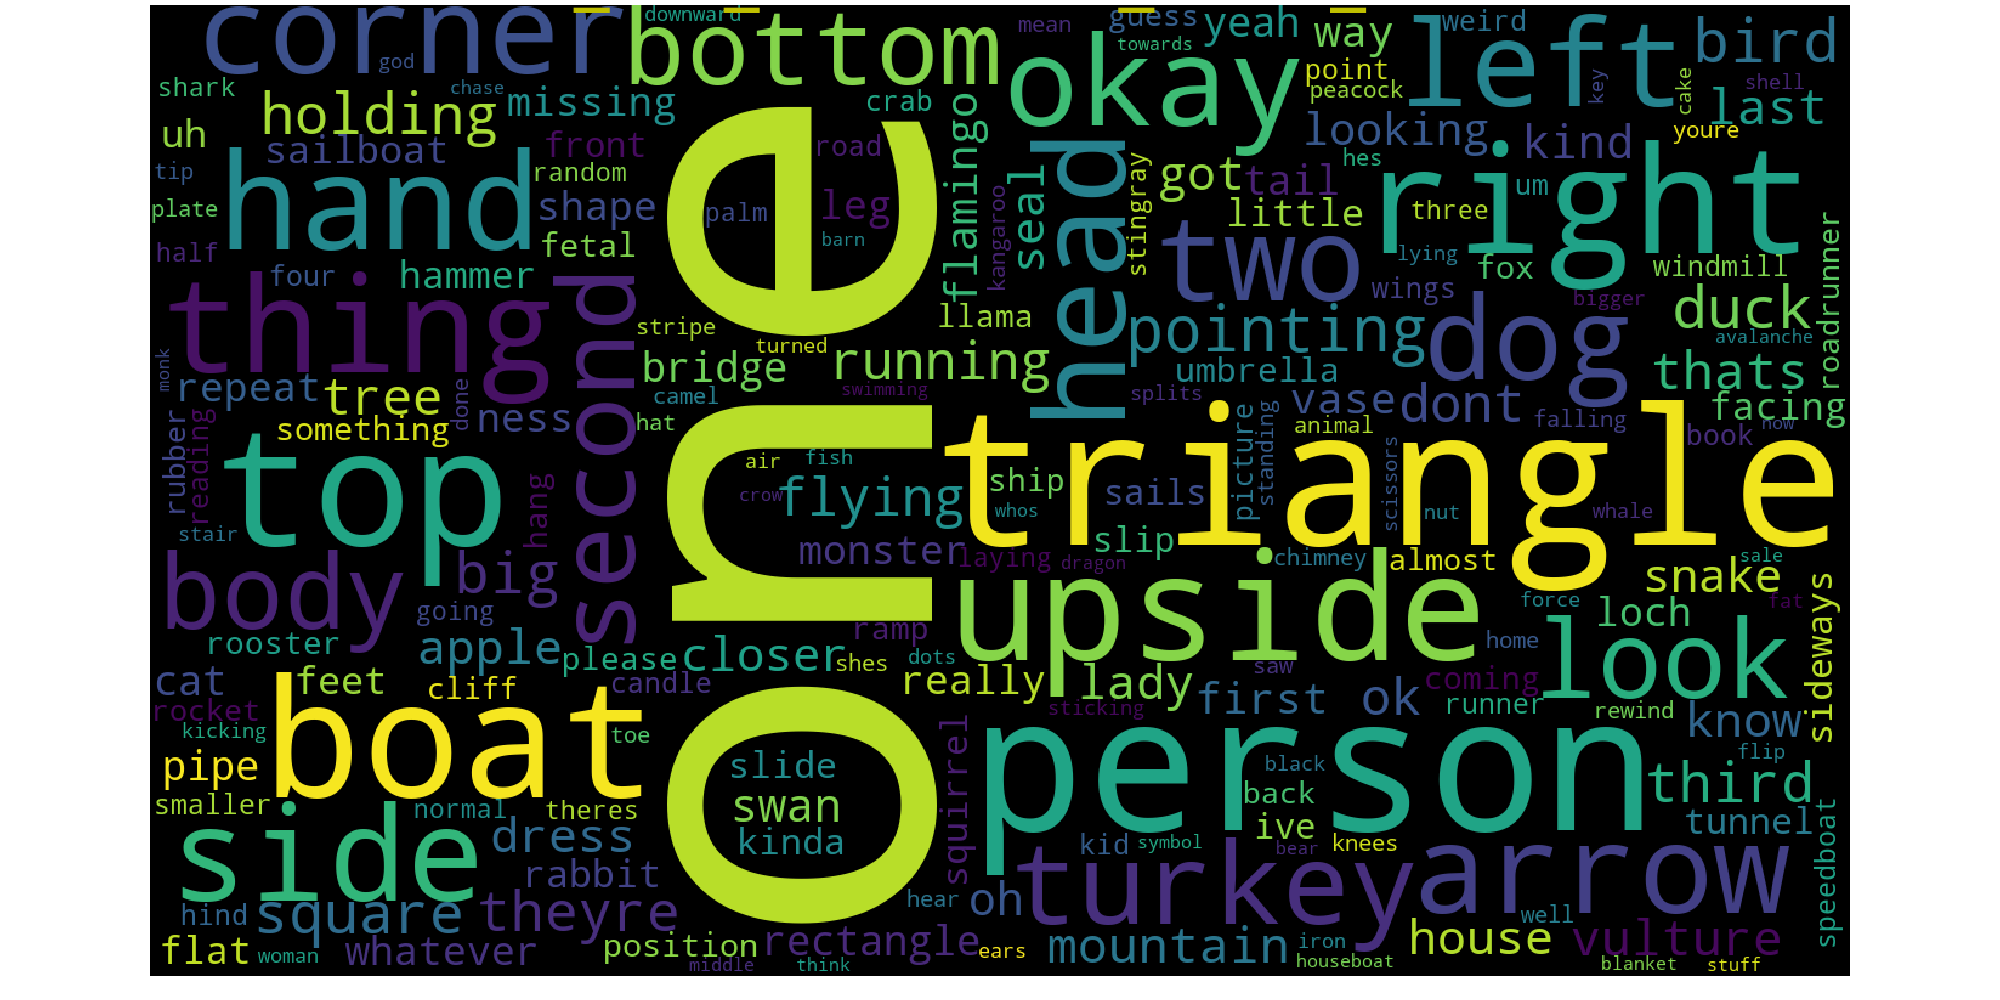 corner
downward
bottom
mean
guess
yeah
way
left
weird
bird
god
chase
towards
okay
point
peacock
key
cake
shell
last
shark
holding
missing
crab
flamingo
looking
youre
kind
uh
sailboat
front
road
head
stingray
got
tail
hes
um
right
tip
hand
random
shape
palm
leg
seal
little
three
plate
fetal
barn
kangaroo
two
lying
fox
windmill
roadrunner
half
four
hammer
second
one
wings
bigger
duck
thing
stripe
turned
llama
pointing
dog
avalanche
monk
bridge
running
umbrella
thats
repeat
tree
done
ness
camel
swimming
splits
vase
dont
falling
facing
something
hat
triangle
picture
standing
animal
book
now
rubber
reading
top
hang
air
fish
crow
flying
ship
whos
sails
scissors
nut
whale
stair
body
big
monster
laying
dragon
slip
upside
chimney
almost
sale
snake
sideways
going
force
loch
fat
rooster
apple
please
closer
ramp
shes
dots
home
look
cat
feet
cliff
candle
really
lady
saw
first
ok
coming
rocket
boat
sticking
runner
rewind
know
kicking
toe
squirrel
person
flip
pipe
slide
black
back
third
smaller
normal
theres
swan
ive
tunnel
speedboat
side
dress
kinda
kid
symbol
bear
knees
turkey
arrow
rabbit
hear
oh
hind
square
theyre
well
flat
woman
whatever
position
rectangle
ears
mountain
iron
houseboat
house
vulture
middle
think
blanket
stuff